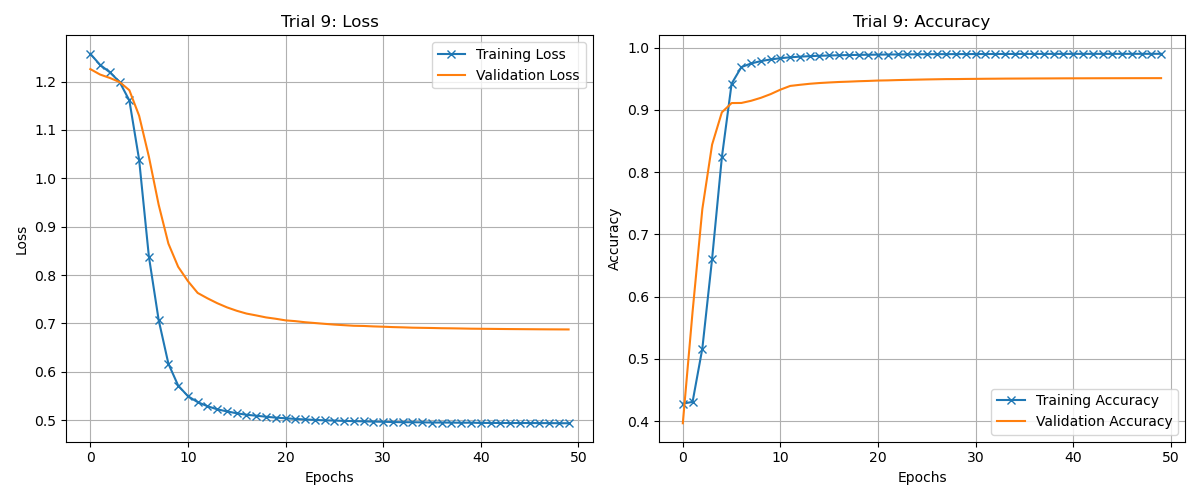 Trial 9: Loss
Training Loss
Validation Loss
1.2
1.1
1.0
0.9
0.8
0.7
0.6
0.5
Loss
0 10 20 30 40 50
Epochs
Trial 9: Accuracy
1.0
0.9
0.8
0.7
0.6
0.5
0.4
Accuracy
Training Accuracy
Validation Accuracy
0 10 20 30 40 50
Epochs